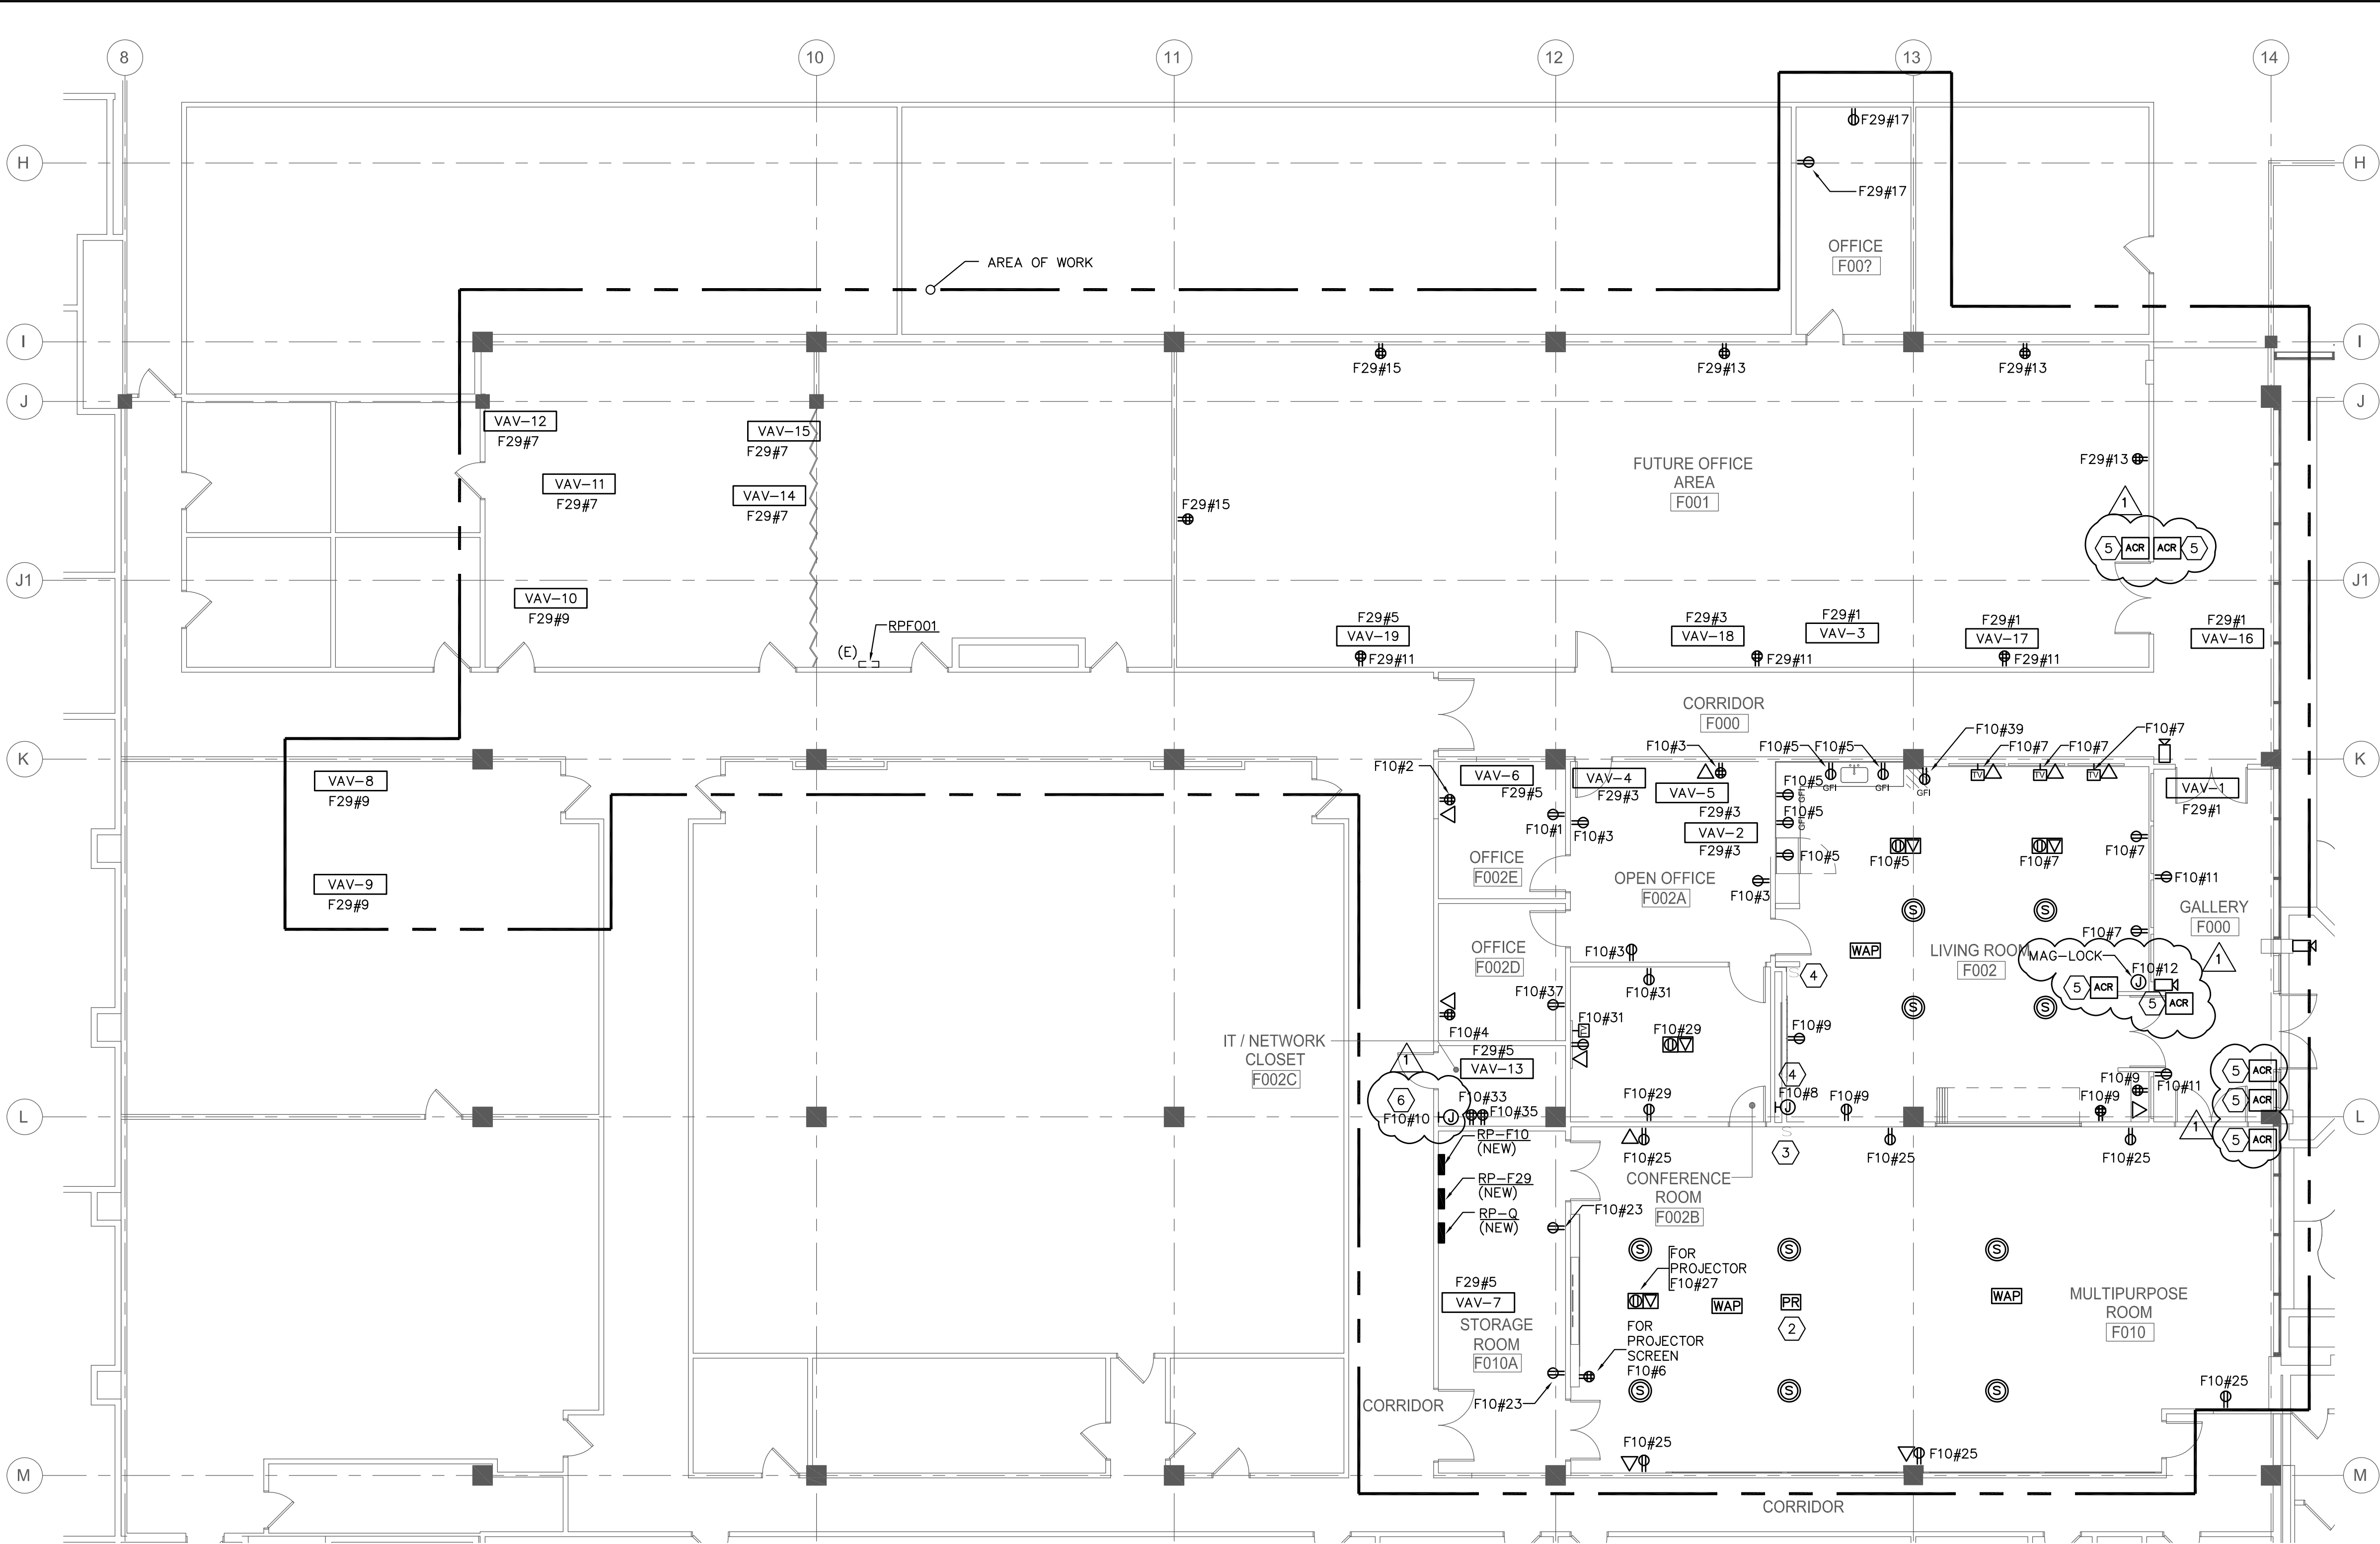 8
10
11
12
13
14
F29#17
H
H
F29#17
OFFICE
F00?
AREA OF WORK
I
I
F29#15
F29#13
F29#13
J
J
VAV-12
F29#7
VAV-15
F29#7
VAV-11
F29#7
VAV-14
F29#7
FUTURE OFFICE
AREA
F001
F29#13
F29#15
1
5
ACR
ACR
5
J1
J1
VAV-10
F29#9
RPF001
(E)
F29#5
VAV-19
F29#11
F29#3
VAV-18
F29#11
F29#1
VAV-3
F29#1
VAV-17
F29#11
F29#1
VAV-16
CORRIDOR
F000
K
K
VAV-8
F29#9
VAV-9
F29#9
F10#2
VAV-6
F29#5
F10#1
VAV-4
F29#3
F10#3
F10#3
VAV-5
F29#3
VAV-2
F29#3
F10#5
F10#5
F10#39
F10#7
F10#7
F10#7
TV
TV
TV
GFI
GFI
GFI
F10#5
GFI
F10#5
GFI
F10#5
F10#5
F10#7
VAV-1
F29#1
F10#7
F10#11
OFFICE
F002E
OPEN OFFICE
F002A
F10#3
S
S
GALLERY
F000
F10#7
OFFICE
F002D
F10#3
WAP
LIVING ROOM
F002
MAG-LOCK
F10#12
J
1
5
ACR
5
ACR
4
S
F10#31
F10#37
S
S
F10#4
F10#31
TV
F10#29
F10#9
IT / NETWORK
CLOSET
F002C
1
F29#5
VAV-13
4
F10#8
J
F10#9
F10#29
F10#9
F10#9
F10#11
5
ACR
5
ACR
5
ACR
1
L
L
6
F10#10
J
F10#33
F10#35
RP-F10
(NEW)
RP-F29
(NEW)
RP-Q
(NEW)
S
3
F10#25
F10#25
F10#25
CONFERENCE
ROOM
F002B
F10#23
S
S
S
FOR
PROJECTOR
F10#27
F29#5
VAV-7
WAP
PR
2
WAP
MULTIPURPOSE
ROOM
F010
STORAGE
ROOM
F010A
FOR
PROJECTOR
SCREEN
F10#6
S
S
S
F10#25
CORRIDOR
F10#23
F10#25
F10#25
M
M
CORRIDOR